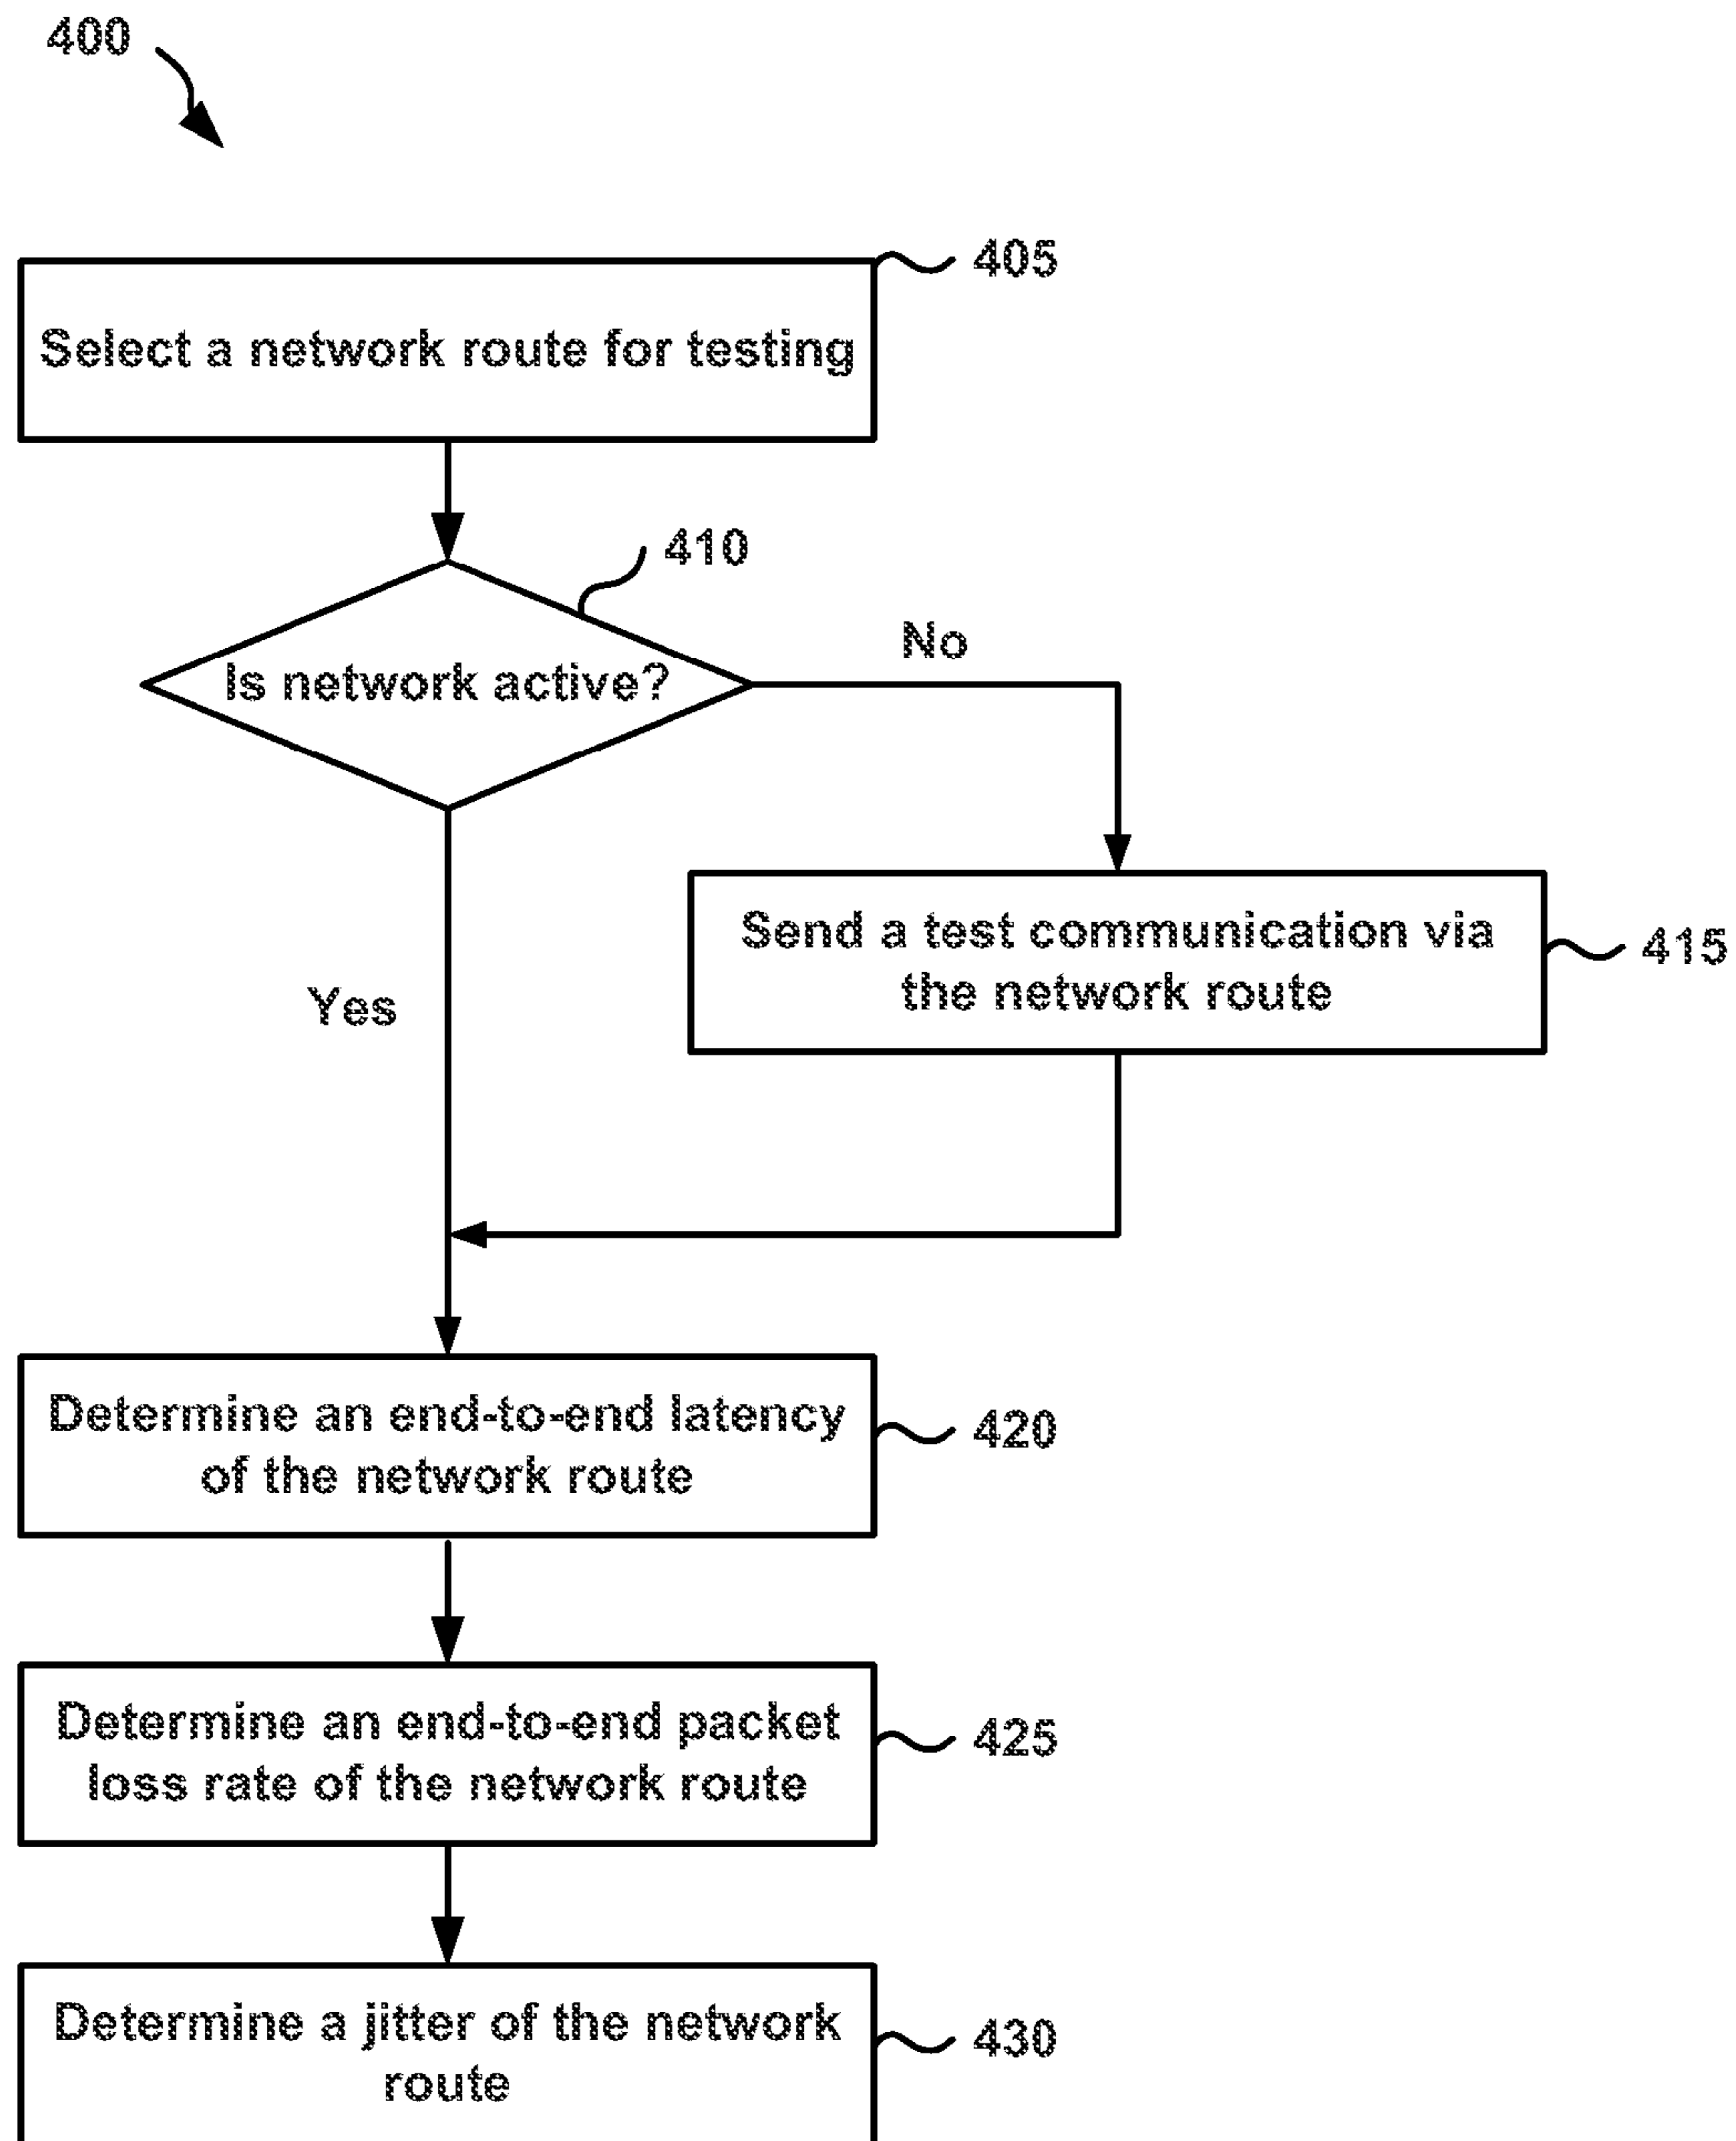 400
405
Select a network route for testing
410
Is network active?
No
Send a test communication via
the network route
415
Yes
Determine an end-to-end latency
of the network route
420
Determine an end-to-end packet
loss rate of the network route
425
Determine a jitter of the network
route
430